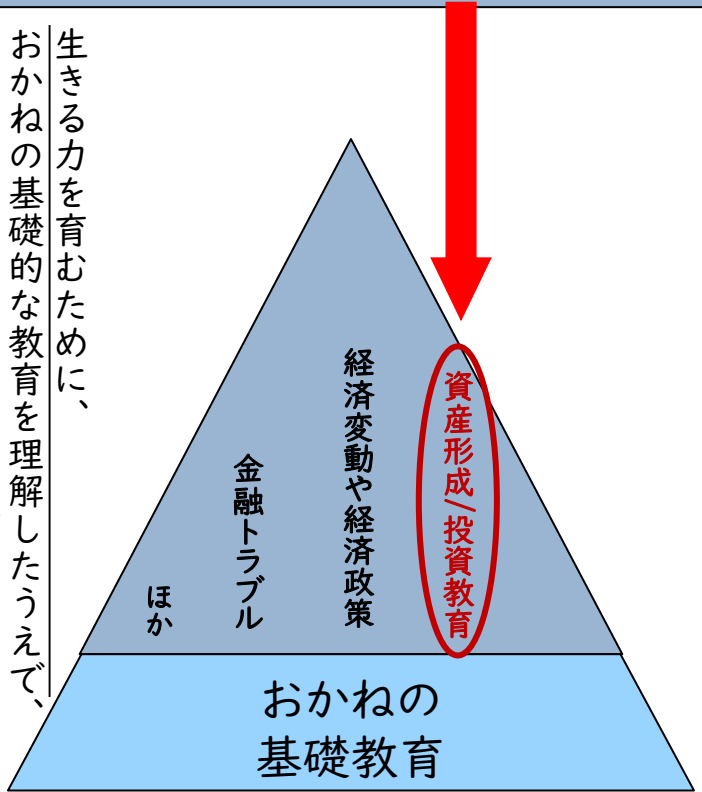 生きる力を育むために、
おかねの基礎的な教育を理解したうえで、
資産形成/投資教育
経済変動や経済政策
金融トラブル
ほか
おかねの
基礎教育